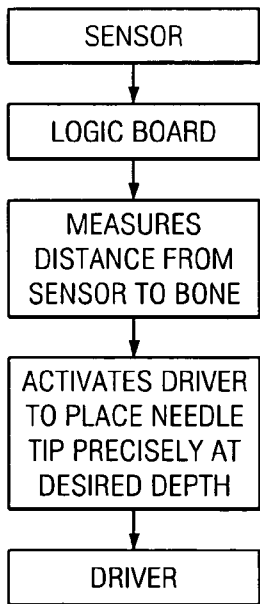 SENSOR
LOGIC BOARD
MEASURES
DISTANCE FROM
SENSOR TO BONE
ACTIVATES DRIVER
TO PLACE NEEDLE
TIP PRECISELY AT
DESIRED DEPTH
DRIVER